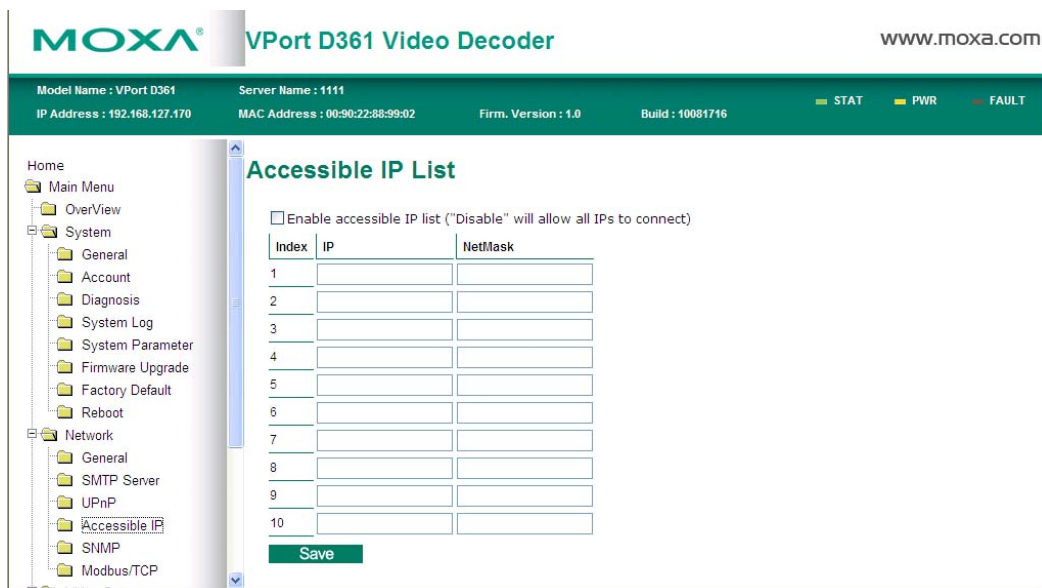 MOXA®
VPort D361 Video Decoder
www.moxa.com
Model Name : VPort D361
Server Name : 1111
IP Address : 192.168.127.170
MAC Address : 00:90:22:88:99:02
Firm. Version : 1.0
Build : 10081716
STAT
PWR
FAULT
Home
Main Menu
OverView
System
General
Account
Diagnosis
System Log
System Parameter
Firmware Upgrade
Factory Default
Reboot
Network
General
SMTP Server
UPnP
Accessible IP
SNMP
Modbus/TCP
Accessible IP List
Enable accessible IP list ("Disable" will allow all IPs to connect)
Index IP NetMask
1
2
3
4
5
6
7
8
9
10
Save